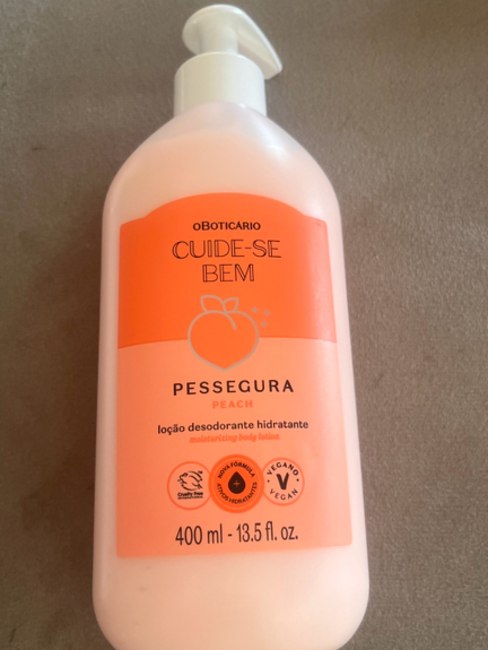 oBOTICÁRIO
CUIDE-SE
BEM
PESSEGURA
PEACH
loção desodorante hidratante
moisturizing body lotion
Cruelty Free
NOVA FÓRMULA
+
ATIVOS HIDRATANTES
VEGANO
V
VEGAN
400 ml - 13.5 fl. oz.